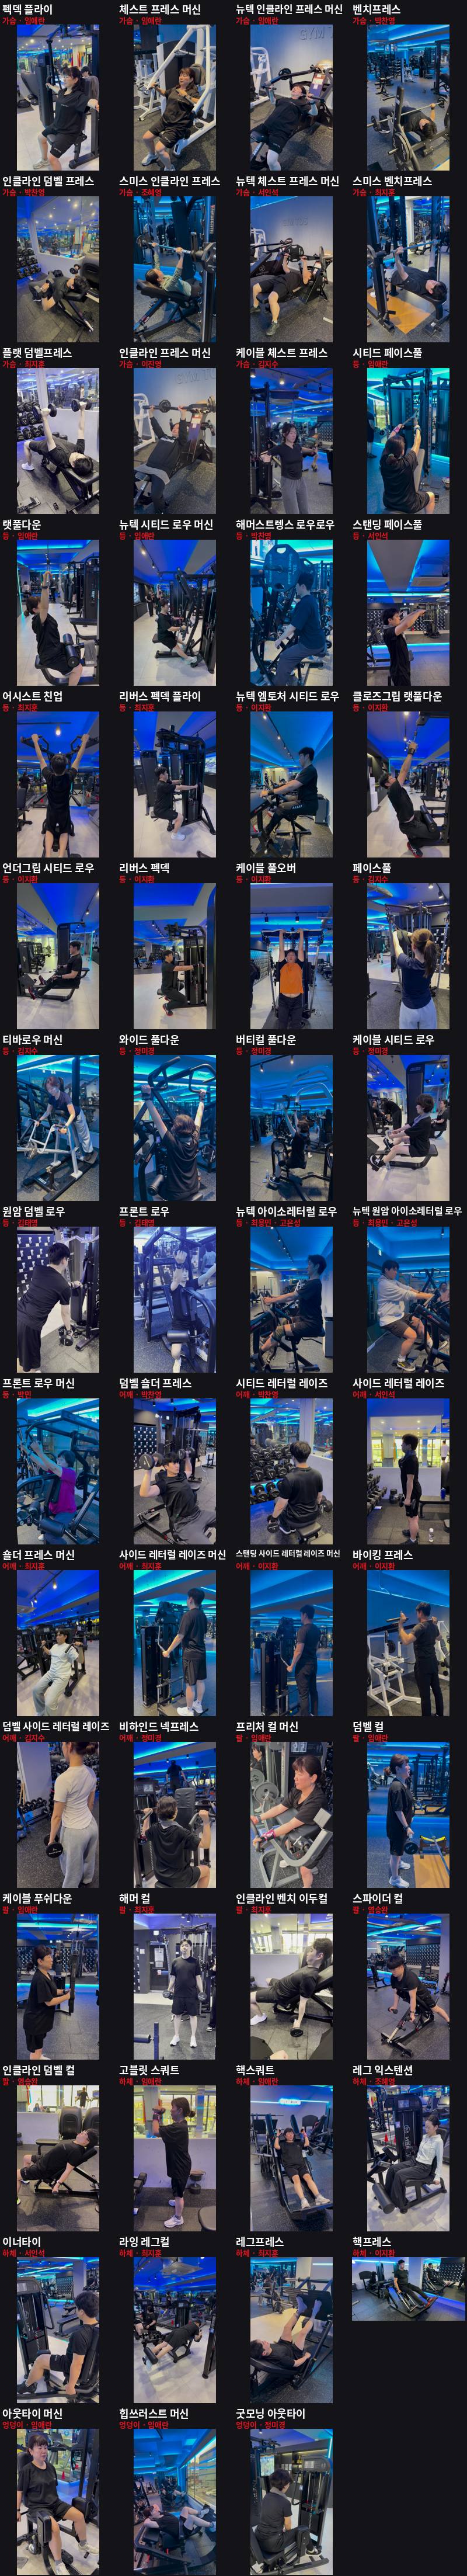 펙덱 플라이
가슴 · 임애란
체스트 프레스 머신
가슴 · 임애란
뉴텍 인클라인 프레스 머신
가슴 · 임애란
벤치프레스
가슴 · 박찬영
인클라인 덤벨 프레스
가슴 · 박찬영
스미스 인클라인 프레스
가슴 · 조혜영
뉴텍 체스트 프레스 머신
가슴 · 서인석
스미스 벤치프레스
가슴 · 최지훈
플랫 덤벨프레스
가슴 · 최지훈
인클라인 프레스 머신
가슴 · 이진형
케이블 체스트 프레스
가슴 · 김지수
시티드 페이스풀
등 · 임애란
랫풀다운
등 · 임애란
뉴텍 시티드 로우 머신
등 · 임애란
해머스트렝스 로우로우
등 · 박찬영
스탠딩 페이스풀
등 · 서인석
어시스트 친업
등 · 최지훈
리버스 펙덱 플라이
등 · 최지훈
뉴텍 엠토처 시티드 로우
등 · 이지환
클로즈그립 랫풀다운
등 · 이지환
언더그립 시티드 로우
등 · 이지환
리버스 펙덱
등 · 이지환
케이블 풀오버
등 · 이지환
페이스풀
등 · 김지수
티바로우 머신
등 · 김지수
와이드 풀다운
등 · 정미경
버티컬 풀다운
등 · 정미경
케이블 시티드 로우
등 · 정미경
원암 덤벨 로우
등 · 김태영
프론트 로우
등 · 김태영
뉴텍 아이소레터럴 로우
등 · 최용민 · 고은성
뉴텍 원암 아이소레터럴 로우
등 · 최용민 · 고은성
프론트 로우 머신
등 · 박인
덤벨 숄더 프레스
어깨 · 박찬영
시티드 레터럴 레이즈
어깨 · 박찬영
사이드 레터럴 레이즈
어깨 · 서인석
숄더 프레스 머신
어깨 · 최지훈
사이드 레터럴 레이즈 머신
어깨 · 최지훈
스탠딩 사이드 레터럴 레이즈 머신
어깨 · 이지환
바이킹 프레스
어깨 · 이지환
덤벨 사이드 레터럴 레이즈
어깨 · 김지수
비하인드 넥프레스
어깨 · 정미경
프리처 컬 머신
팔 · 임애란
덤벨 컬
팔 · 임애란
케이블 푸쉬다운
팔 · 임애란
해머 컬
팔 · 최지훈
인클라인 벤치 이두컬
팔 · 최지훈
스파이더 컬
팔 · 염승환
인클라인 덤벨 컬
팔 · 염승환
고블릿 스쿼트
하체 · 임애란
핵스쿼트
하체 · 임애란
레그 익스텐션
하체 · 조혜영
이너타이
하체 · 서인석
라잉 레그컬
하체 · 최지훈
레그프레스
하체 · 최지훈
핵프레스
하체 · 이지환
아웃타이 머신
엉덩이 · 임애란
힙쓰러스트 머신
엉덩이 · 임애란
굿모닝 아웃타이
엉덩이 · 정미경